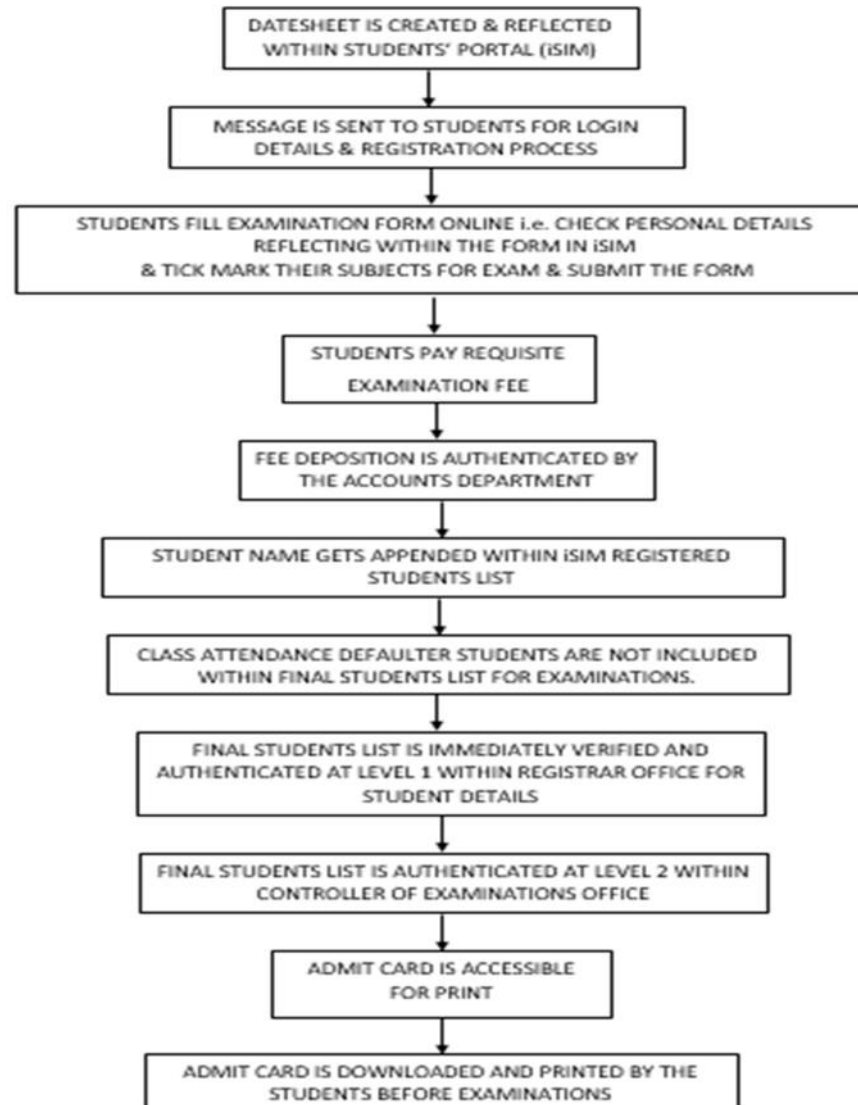 DATESHEET IS CREATED & REFLECTED
WITHIN STUDENTS' PORTAL (iSIM)
MESSAGE IS SENT TO STUDENTS FOR LOGIN
DETAILS & REGISTRATION PROCESS
STUDENTS FILL EXAMINATION FORM ONLINE i.e. CHECK PERSONAL DETAILS
REFLECTING WITHIN THE FORM IN iSIM
& TICK MARK THEIR SUBJECTS FOR EXAM & SUBMIT THE FORM
STUDENTS PAY REQUISITE
EXAMINATION FEE
FEE DEPOSITION IS AUTHENTICATED BY
THE ACCOUNTS DEPARTMENT
STUDENT NAME GETS APPENDED WITHIN iSIM REGISTERED
STUDENTS LIST
CLASS ATTENDANCE DEFAULTER STUDENTS ARE NOT INCLUDED
WITHIN FINAL STUDENTS LIST FOR EXAMINATIONS.
FINAL STUDENTS LIST IS IMMEDIATELY VERIFIED AND
AUTHENTICATED AT LEVEL 1 WITHIN REGISTRAR OFFICE FOR
STUDENT DETAILS
FINAL STUDENTS LIST IS AUTHENTICATED AT LEVEL 2 WITHIN
CONTROLLER OF EXAMINATIONS OFFICE
ADMIT CARD IS ACCESSIBLE
FOR PRINT
ADMIT CARD IS DOWNLOADED AND PRINTED BY THE
STUDENTS BEFORE EXAMINATIONS